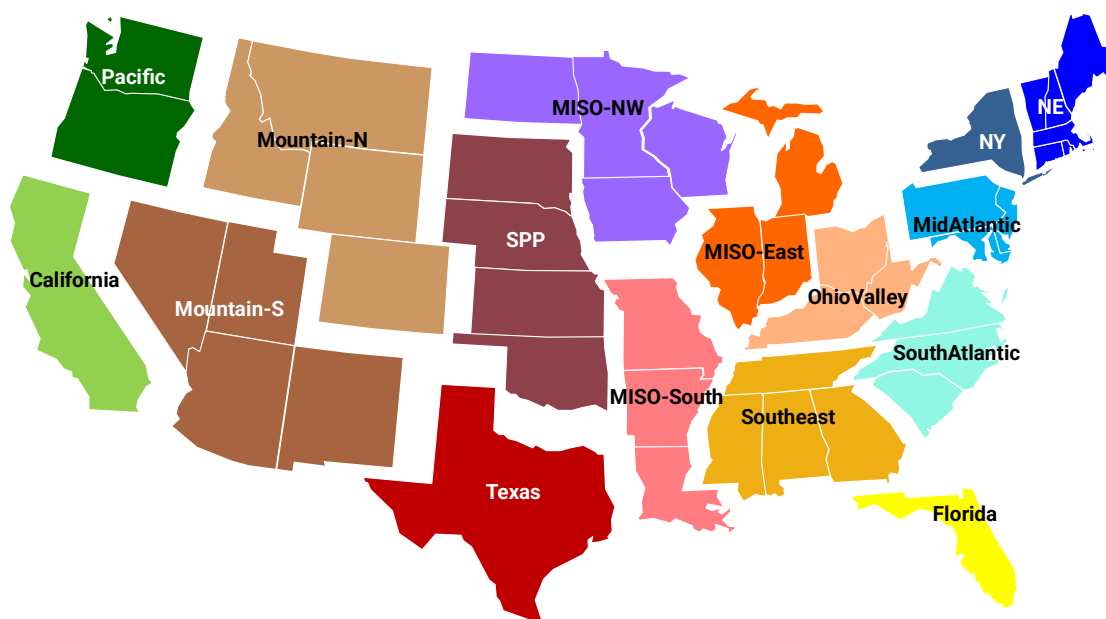 Pacific
MISO-NW
NE
Mountain-N
NY
MidAtlantic
SPP
MISO-East
California
OhioValley
Mountain-S
SouthAtlantic
MISO-South
Southeast
Texas
Florida